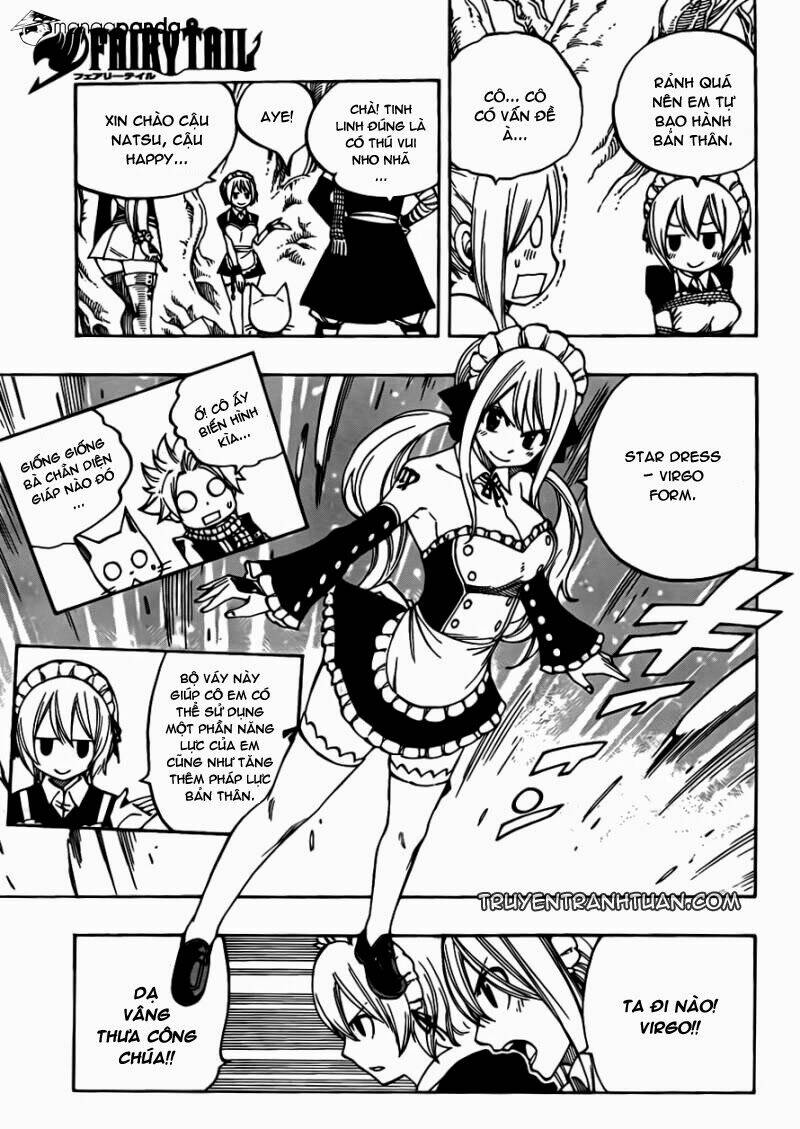 mangapanda
FAIRY TAIL
フェアリーテイル
RẢNH QUÁ
NÊN EM TỰ
BẠO HÀNH
BẢN THÂN.
CÔ... CÔ
CÓ VẤN ĐỀ
À...
CHÀ! TINH
LINH ĐÚNG LÀ
CÓ THÚ VUI
NHO NHÃ
...
AYE!
XIN CHÀO CẬU
NATSU, CẬU
HAPPY...
STAR DRESS
- VIRGO
FORM.
Ố! CÔ ẤY
BIẾN HÌNH
KÌA...
GIỐNG GIỐNG
BÀ CHẰN DIỆN
GIÁP NÀO ĐÓ
...
BỘ VÁY NÀY
GIÚP CÔ EM CÓ
THỂ SỬ DỤNG
MỘT PHẦN NĂNG
LỰC CỦA EM
CŨNG NHƯ TĂNG
THÊM PHÁP LỰC
BẢN THÂN.
TRUYENTRANHTUAN.COM
TA ĐI NÀO!
VIRGO!!
DẠ
VÂNG
THƯA CÔNG
CHÚA!!